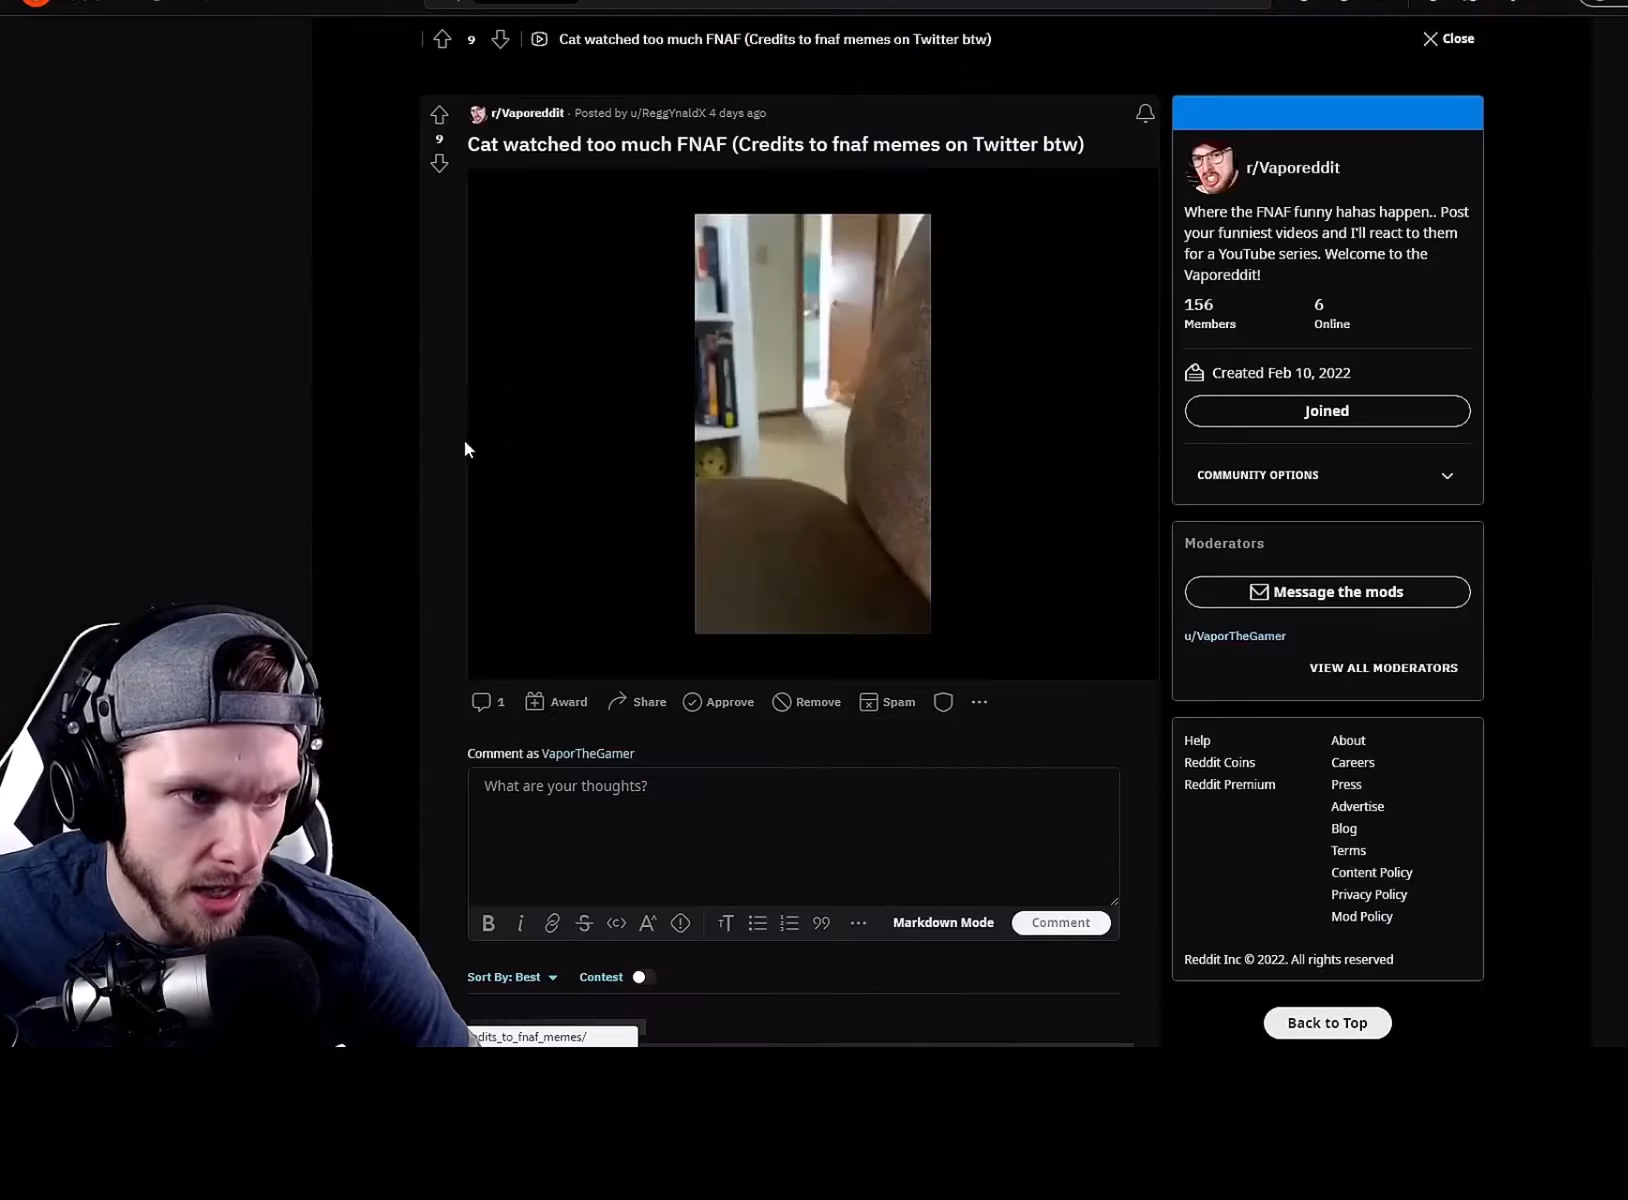 9 Cat watched too much FNAF (Credits to fnaf memes on Twitter btw) Close
r/Vaporeddit · Posted by u/ReggYnaldX 4 days ago
9
Cat watched too much FNAF (Credits to fnaf memes on Twitter btw)
1 Award Share Approve Remove Spam
Comment as VaporTheGamer
What are your thoughts?
Markdown Mode Comment
Sort By: Best Contest
dits_to_fnaf_memes/
r/Vaporeddit
Where the FNAF funny hahas happen.. Post
your funniest videos and I'll react to them
for a YouTube series. Welcome to the
Vaporeddit!
156 6
Members Online
Created Feb 10, 2022
Joined
COMMUNITY OPTIONS
Moderators
Message the mods
u/VaporTheGamer
VIEW ALL MODERATORS
Help About
Reddit Coins Careers
Reddit Premium Press
Advertise
Blog
Terms
Content Policy
Privacy Policy
Mod Policy
Reddit Inc © 2022. All rights reserved
Back to Top